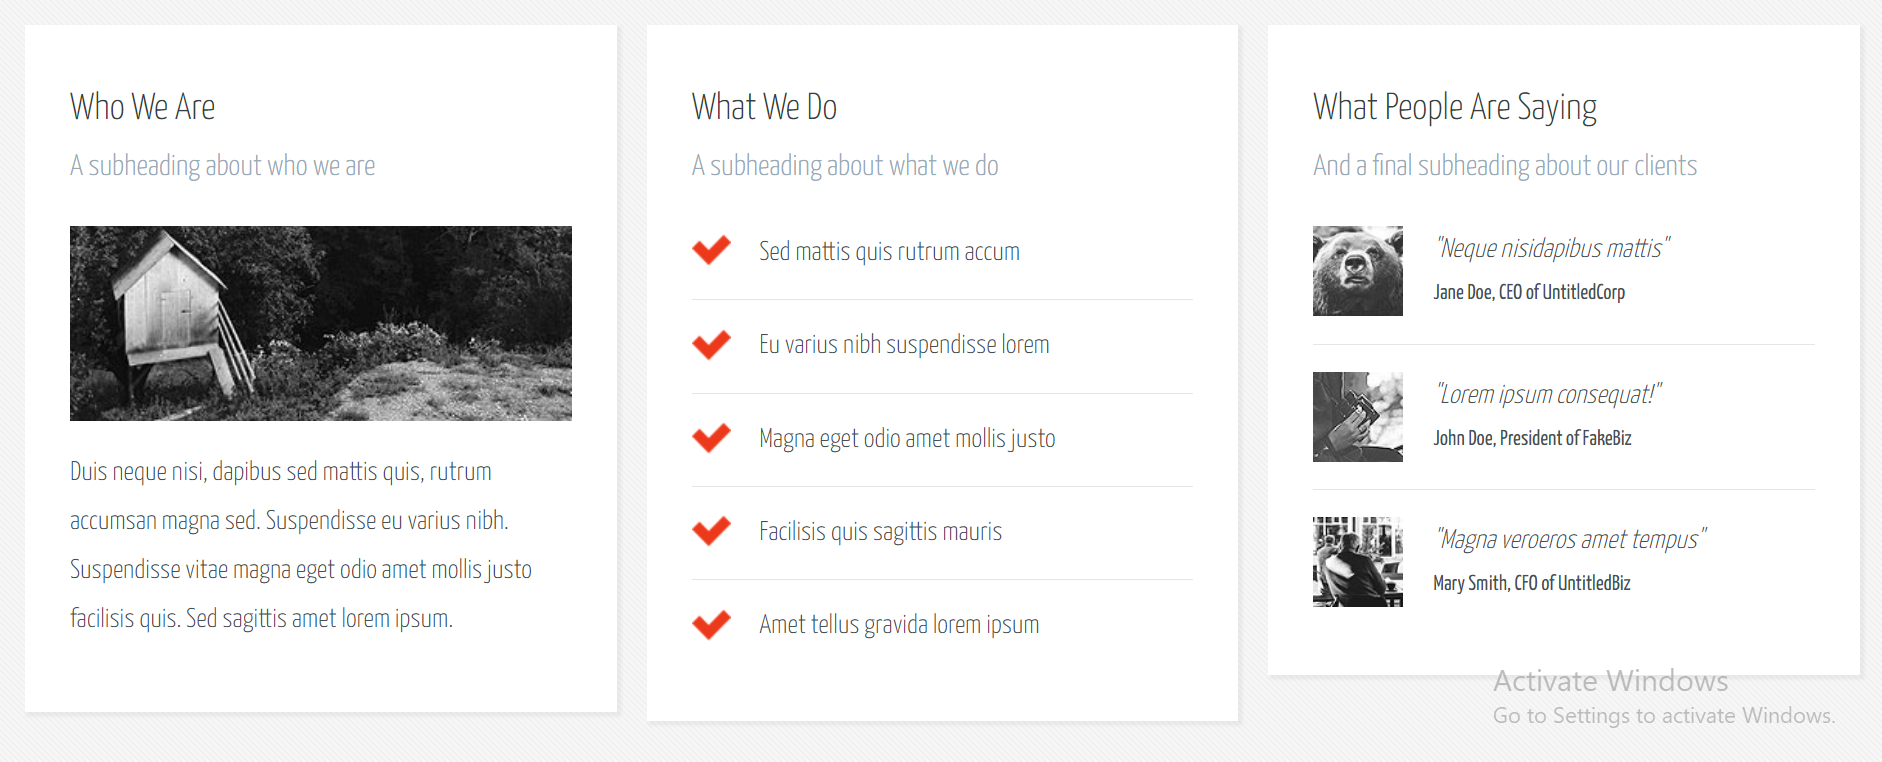 Who We Are
A subheading about who we are
Duis neque nisi, dapibus sed mattis quis, rutrum
accumsan magna sed. Suspendisse eu varius nibh.
Suspendisse vitae magna eget odio amet mollis justo
facilisis quis. Sed sagittis amet lorem ipsum.
What We Do
A subheading about what we do
Sed mattis quis rutrum accum
Eu varius nibh suspendisse lorem
Magna eget odio amet mollis justo
Facilisis quis sagittis mauris
Amet tellus gravida lorem ipsum
What People Are Saying
And a final subheading about our clients
"Neque nisidapibus mattis"
Jane Doe, CEO of UntitledCorp
"Lorem ipsum consequat!"
John Doe, President of FakeBiz
"Magna veroeros amet tempus"
Mary Smith, CFO of UntitledBiz
Activate Windows
Go to Settings to activate Windows.